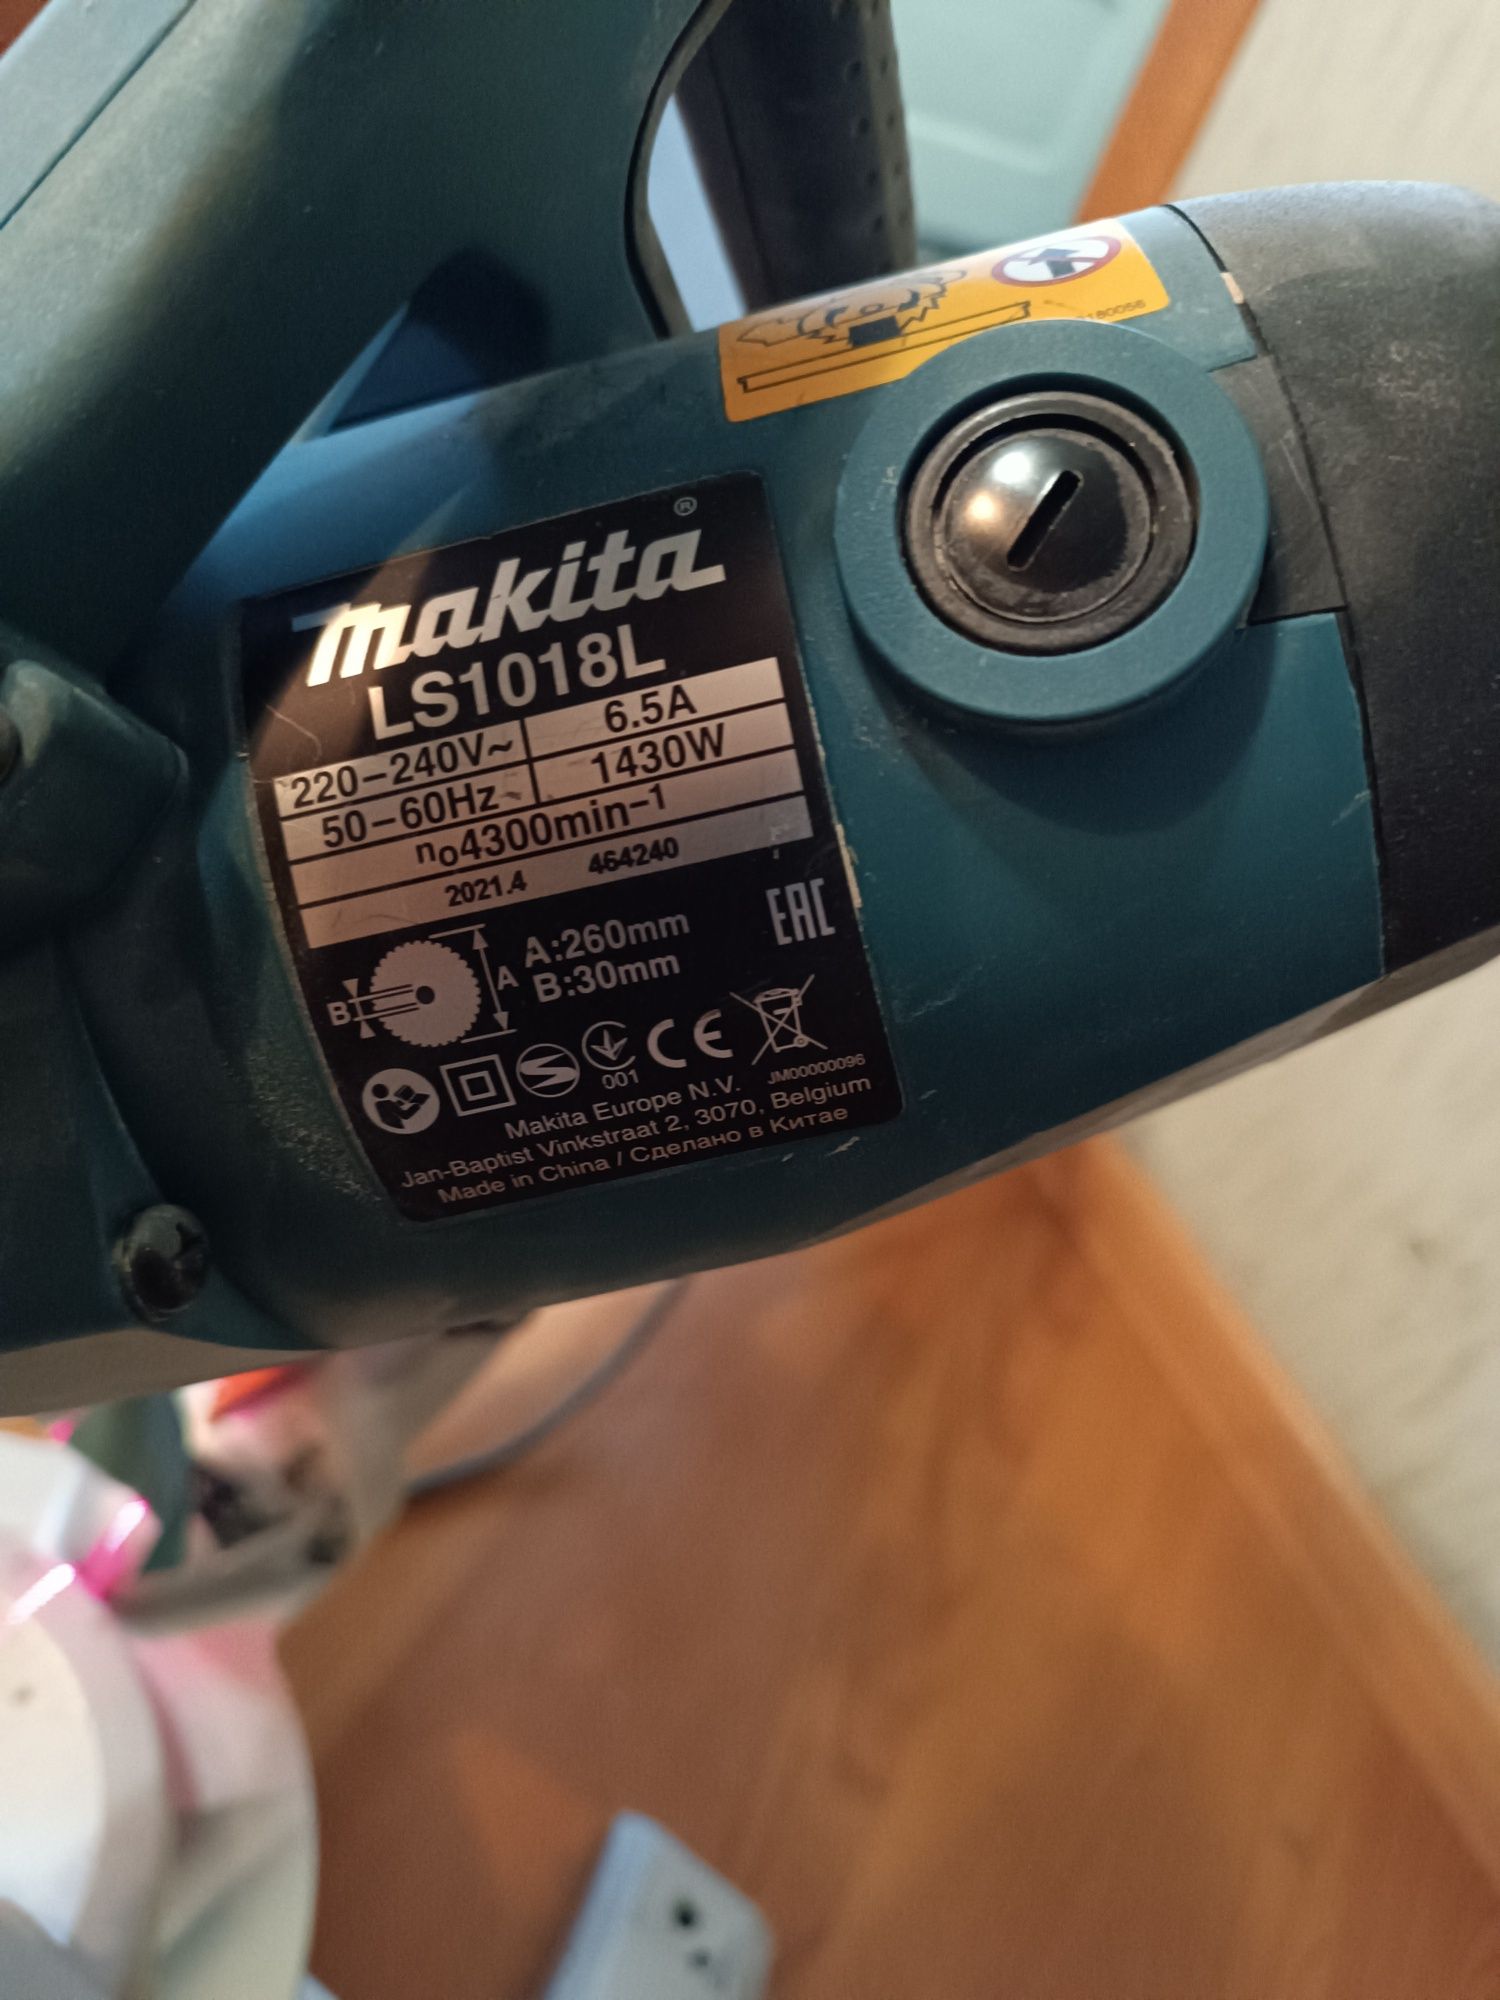 makita®
LS1018L
220–240V~ 6.5A
50–60Hz 1430W
no4300min–1
2021.4 464240
A:260mm
B:30mm
A
B
EAC
001
CE
JM00000096
Makita Europe N.V.
Jan-Baptist Vinkstraat 2, 3070, Belgium
Made in China / Сделано в Китае